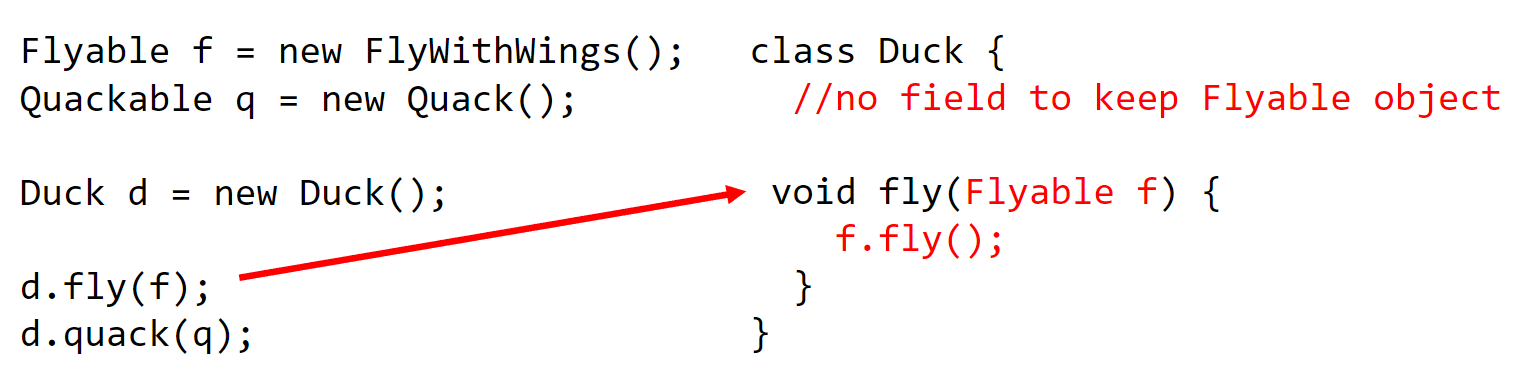 Flyable f = new FlyWithWings();
Quackable q = new Quack();
Duck d = new Duck();
d.fly(f);
d.quack(q);
class Duck {
//no field to keep Flyable object
void fly(Flyable f) {
f.fly();
}
}